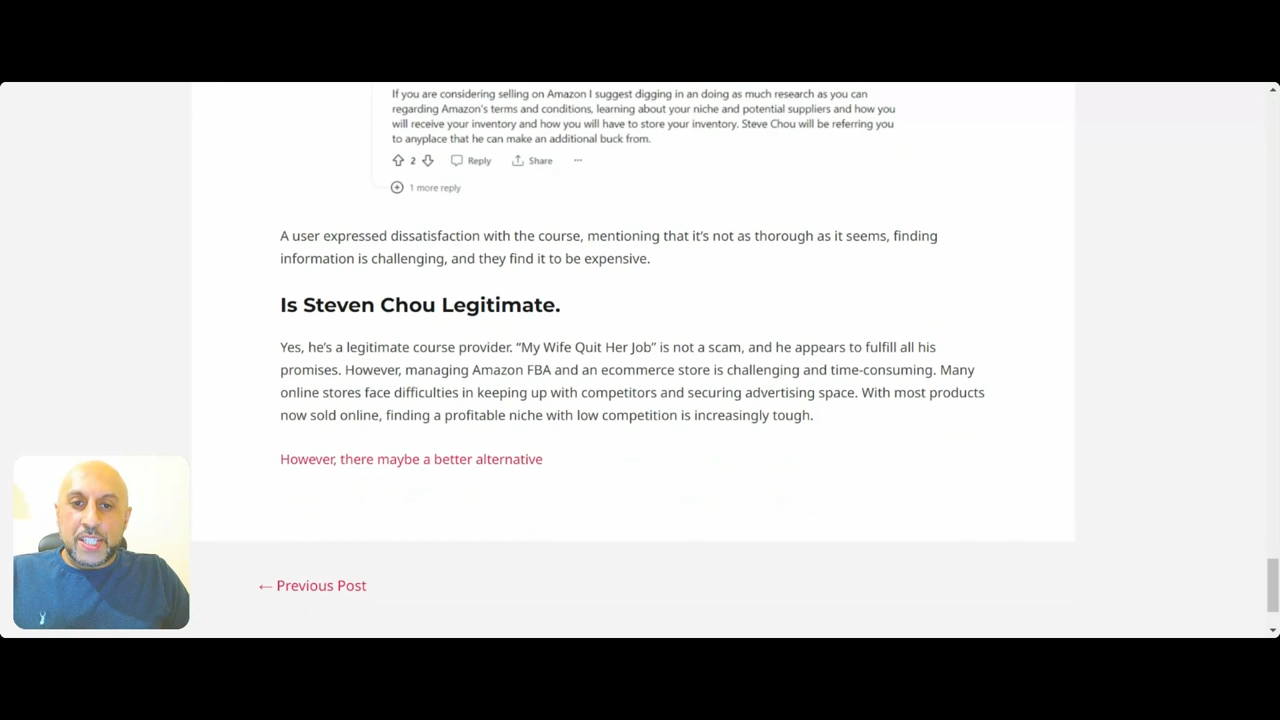 If you are considering selling on Amazon I suggest digging in an doing as much research as you can
regarding Amazon's terms and conditions, learning about your niche and potential suppliers and how you
will receive your inventory and how you will have to store your inventory. Steve Chou will be referring you
to anyplace that he can make an additional buck from.
2 Reply Share ...
1 more reply
A user expressed dissatisfaction with the course, mentioning that it's not as thorough as it seems, finding
information is challenging, and they find it to be expensive.
Is Steven Chou Legitimate.
Yes, he's a legitimate course provider. “My Wife Quit Her Job” is not a scam, and he appears to fulfill all his
promises. However, managing Amazon FBA and an ecommerce store is challenging and time-consuming. Many
online stores face difficulties in keeping up with competitors and securing advertising space. With most products
now sold online, finding a profitable niche with low competition is increasingly tough.
However, there maybe a better alternative
← Previous Post